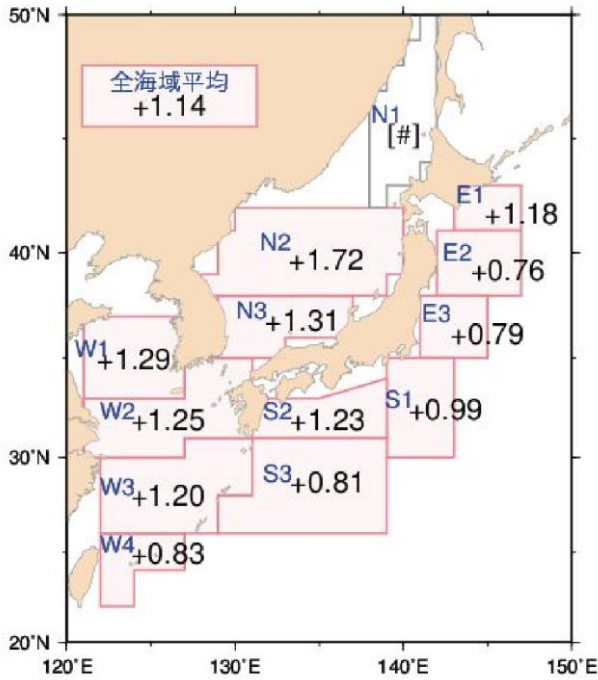 50°N
全海域平均
+1.14
N1
[#]
E1
+1.18
N2
+1.72
E2
+0.76
40°N
N3
+1.31
E3
+0.79
W1
+1.29
W2
+1.25
S2
+1.23
S1
+0.99
30°N
W3
+1.20
S3
+0.81
W4
+0.83
20°N
120°E
130°E
140°E
150°E